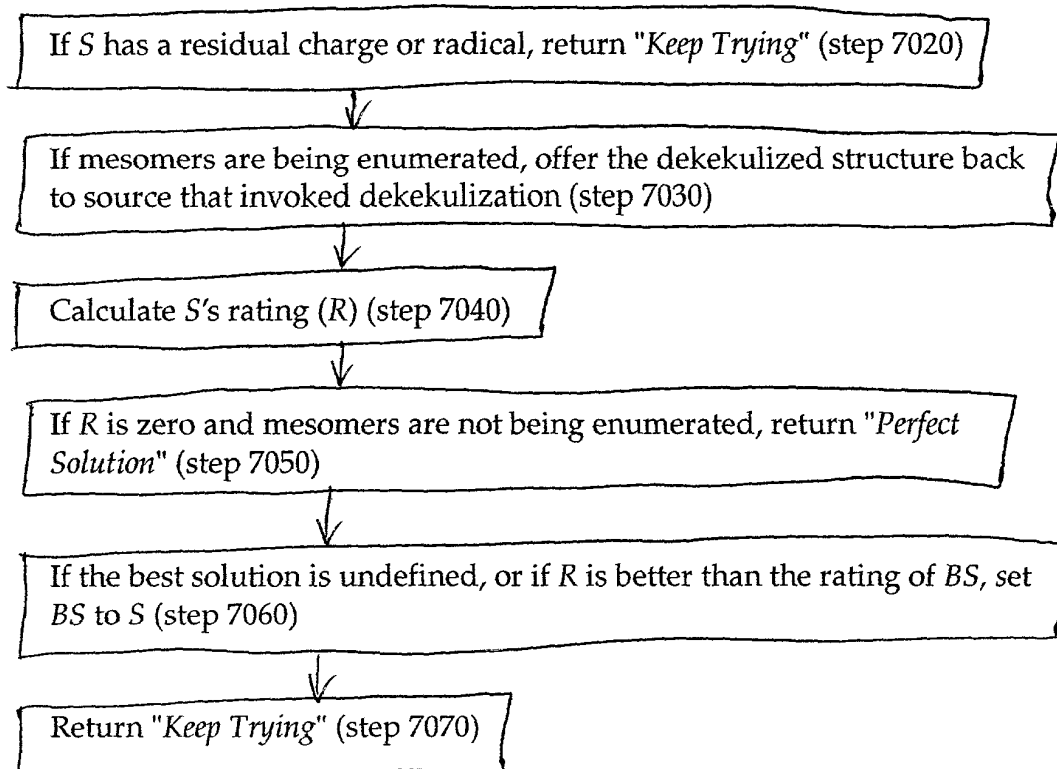 If S has a residual charge or radical, return "Keep Trying" (step 7020)
If mesomers are being enumerated, offer the dekekulized structure back
to source that invoked dekekulization (step 7030)
Calculate S's rating (R) (step 7040)
If R is zero and mesomers are not being enumerated, return "Perfect
Solution" (step 7050)
If the best solution is undefined, or if R is better than the rating of BS, set
BS to S (step 7060)
Return "Keep Trying" (step 7070)